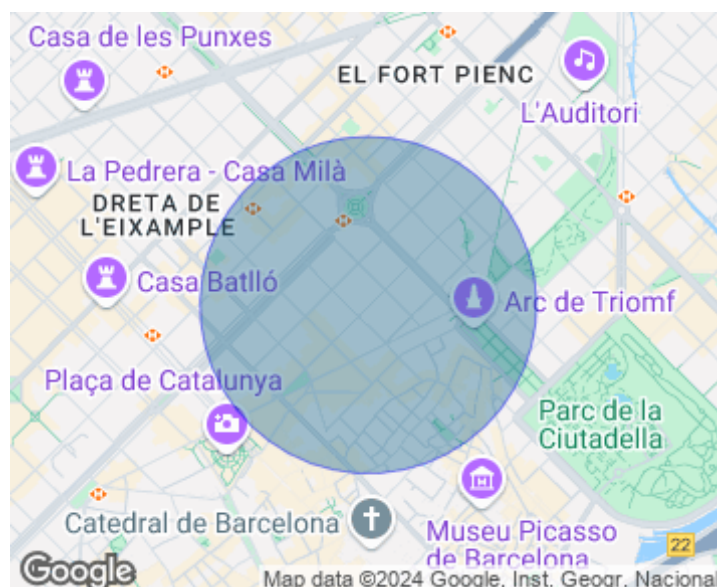 Casa de les Punxes
EL FORT PIENC
L'Auditori
La Pedrera - Casa Milà
DRETA DE
L'EIXAMPLE
Casa Batlló
Arc de Triomf
Plaça de Catalunya
Parc de la
Ciutadella
Catedral de Barcelona
Museu Picasso
de Barcelona
22
Google
Map data ©2024 Google, Inst. Geogr. Nacional